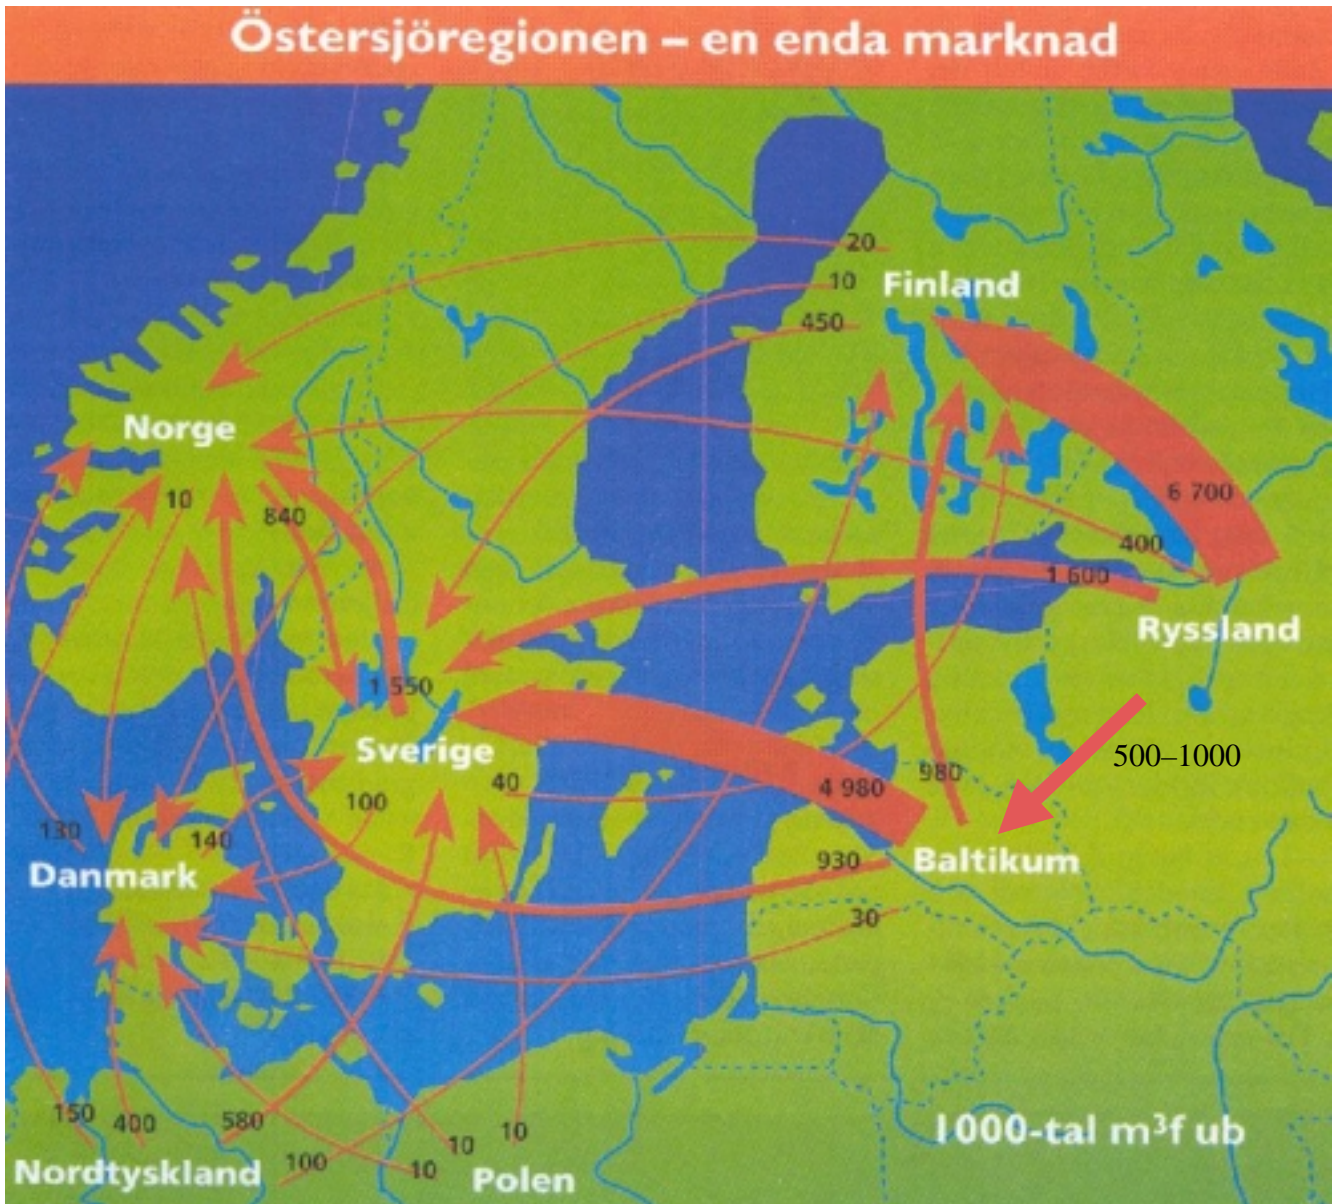 Östersjöregionen – en enda marknad
20
10
Finland
450
Norge
10
840
6 700
400
1 600
Ryssland
1 550
Sverige
500–1000
40
980
4 980
100
130
140
Danmark
930
Baltikum
30
150
400
580
10
10
1000-tal m³f ub
100
10
Nordtyskland
Polen